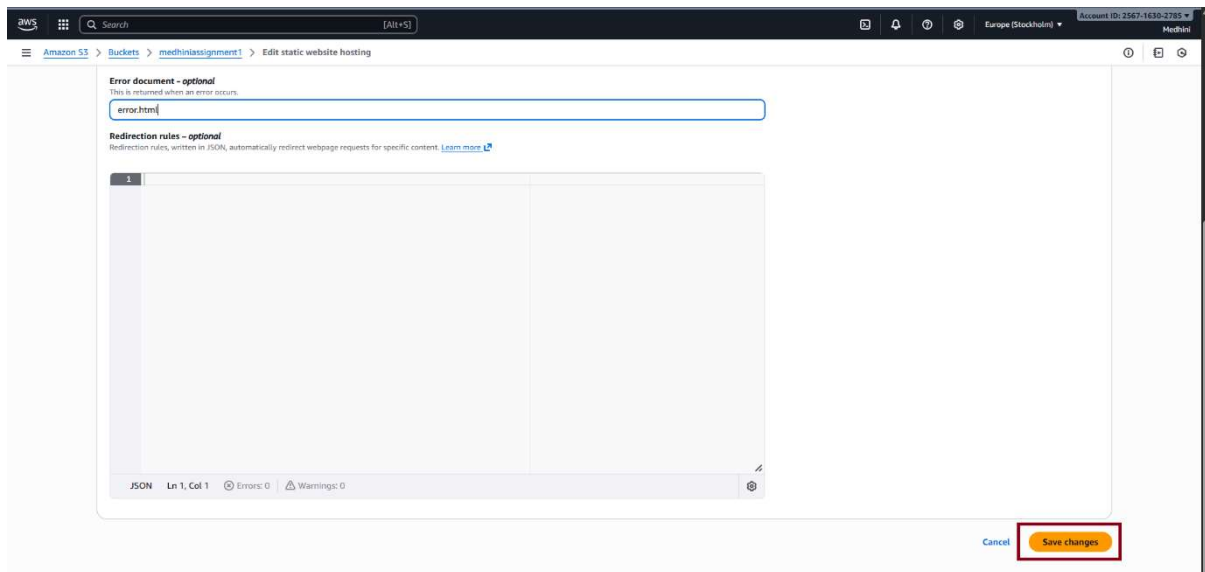 aws
Search [Alt+S]
Europe (Stockholm)
Account ID: 2567-1630-2785
Medhini
Amazon S3 > Buckets > medhiniassignment1 > Edit static website hosting
Error document – optional
This is returned when an error occurs.
error.html
Redirection rules – optional
Redirection rules, written in JSON, automatically redirect webpage requests for specific content. Learn more
1
JSON Ln 1, Col 1 Errors: 0 Warnings: 0
Cancel Save changes